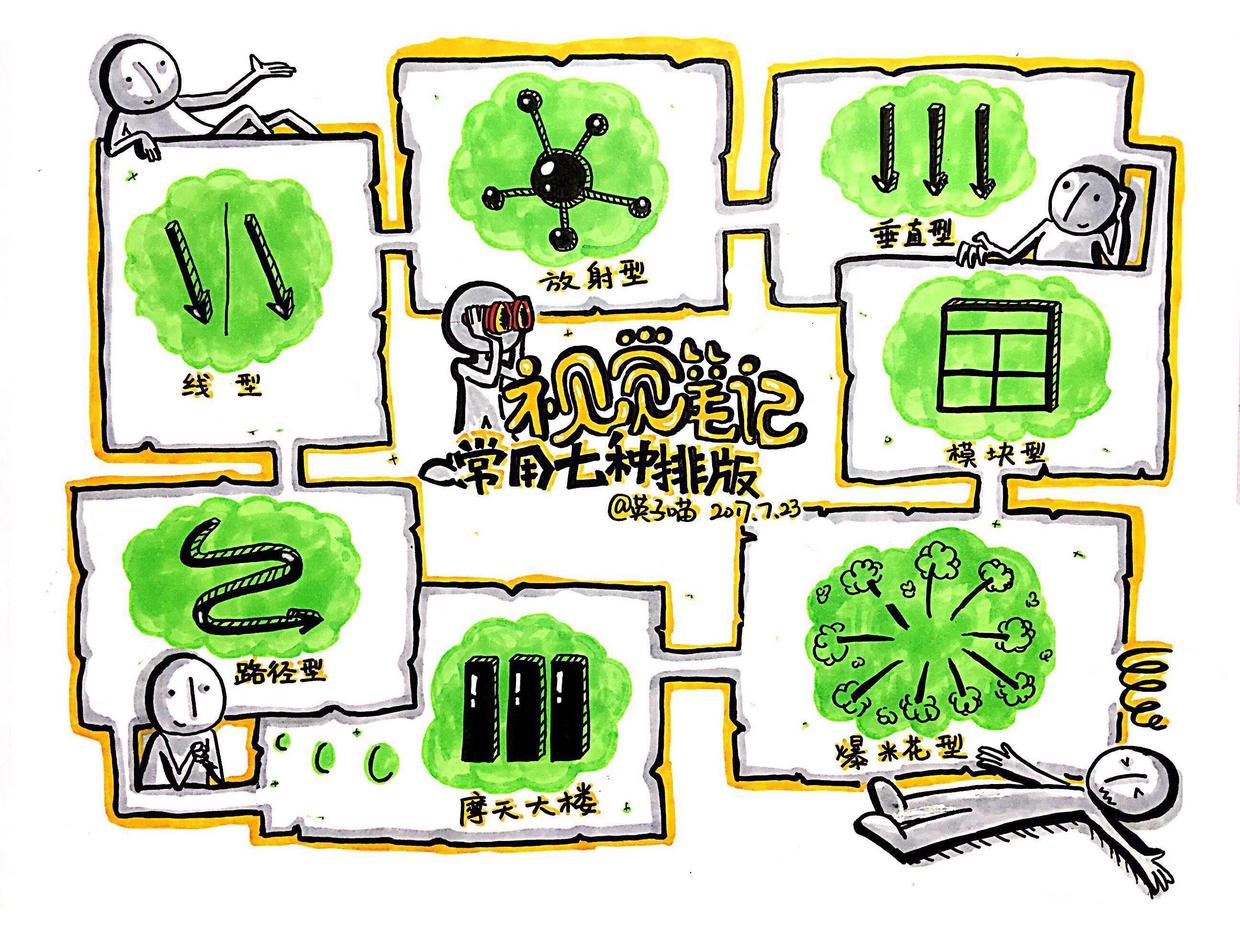 线型
放射型
垂直型
模块型
视觉笔记
常用七种排版
@英子喵 2017.7.23
路径型
摩天大楼
爆米花型